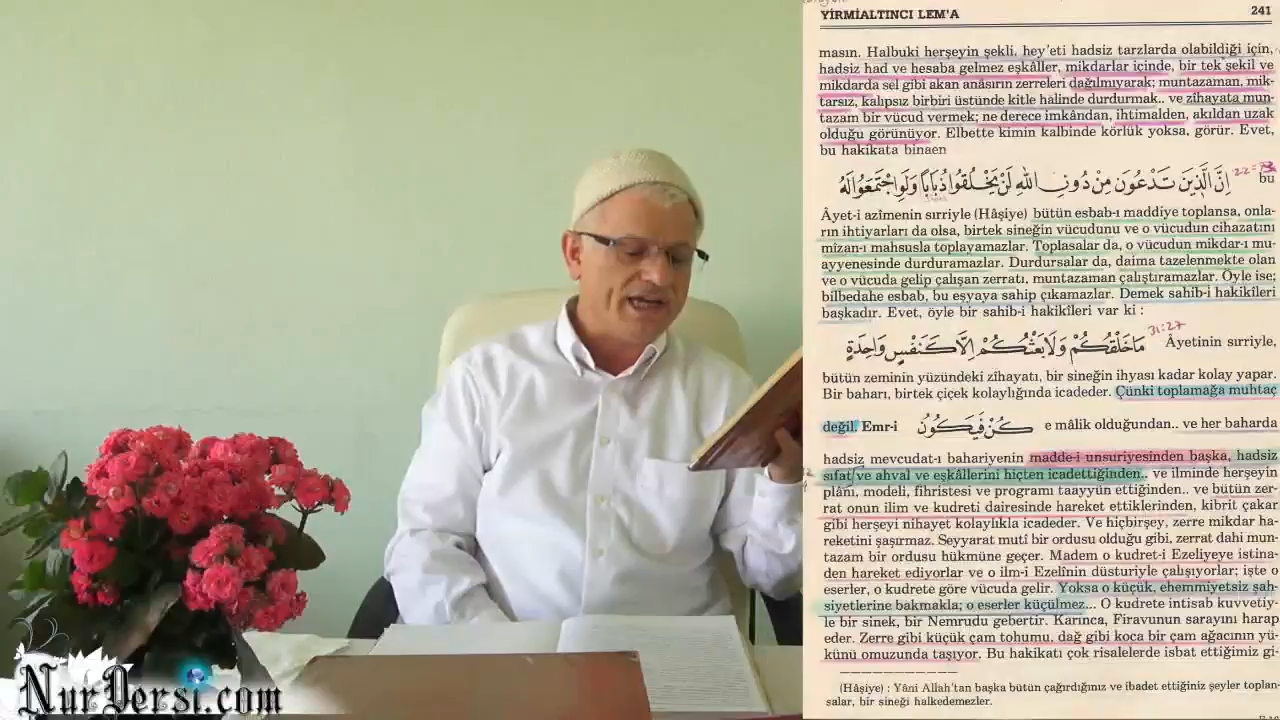 YİRMİALTINCI LEM'A 241
masın. Halbuki herşeyin şekli, hey'eti hadsiz tarzlarda olabildiği için,
hadsiz had ve hesaba gelmez eşkâller, mikdarlar içinde, bir tek şekil ve
mikdarda sel gibi akan anâsırın zerreleri dağılmıyarak; muntazaman, mik-
tarsız, kalıpsız birbiri üstünde kitle halinde durdurmak.. ve zîhayata mun-
tazam bir vücud vermek; ne derece imkândan, ihtimalden, akıldan uzak
olduğu görünüyor. Elbette kimin kalbinde körlük yoksa, görür. Evet,
bu hakikata binaen
اِنَّ الَّذِينَ تَدْعُونَ مِنْ دُونِ اللّٰهِ لَنْ يَخْلُقُوا ذُبَابًا وَلَوِ اجْتَمَعُوا لَهُ 22=73 bu
Âyet-i azîmenin sırriyle (Hâşiye) bütün esbab-ı maddiye toplansa, onla-
rın ihtiyarları da olsa, birtek sineğin vücudunu ve o vücudun cihazatını
mizan-ı mahsusla toplayamazlar. Toplasalar da, o vücudun mikdar-ı mu-
ayyenesinde durduramazlar. Durdursalar da, daima tazelenmekte olan
ve o vücuda gelip çalışan zerratı, muntazaman çalıştıramazlar. Öyle ise;
bilbedahe esbab, bu eşyaya sahip çıkamazlar. Demek sahib-i hakikîleri
başkadır. Evet, öyle bir sahib-i hakikîleri var ki :
مَا خَلْقُكُمْ وَلَا بَعْثُكُمْ اِلَّا كَنَفْسٍ وَاحِدَةٍ 31:27 Âyetinin sırriyle,
bütün zeminin yüzündeki zîhayatı, bir sineğin ihyası kadar kolay yapar.
Bir baharı, birtek çiçek kolaylığında icadeder. Çünki toplamağa muhtaç
değil. Emr-i كُنْ فَيَكُونُ e mâlik olduğundan.. ve her baharda
hadsiz mevcudat-ı bahariyenin madde-i unsuriyesinden başka, hadsiz
sıfat ve ahval ve eşkâllerini hiçten icadettiğinden.. ve ilminde herşeyin
plânı, modeli, fihristesi ve programı taayyün ettiğinden.. ve bütün zer-
rat onun ilim ve kudreti dairesinde hareket ettiklerinden, kibrit çakar
gibi herşeyi nihayet kolaylıkla icadeder. Ve hiçbirşey, zerre mikdar ha-
reketini şaşırmaz. Seyyarat mutî bir ordusu olduğu gibi, zerrat dahi mun-
tazam bir ordusu hükmüne geçer. Madem o kudret-i Ezeliyeye istina-
den hareket ediyorlar ve o ilm-i Ezelînin düsturiyle çalışıyorlar; işte o
eserler, o kudrete göre vücuda gelir. Yoksa o küçük, ehemmiyetsiz şah-
siyetlerine bakmakla; o eserler küçülmez... O kudrete intisab kuvvetiy-
le bir sinek, bir Nemrudu gebertir. Karınca, Firavunun sarayını harap
eder. Zerre gibi küçük çam tohumu, dağ gibi koca bir çam ağacının yü-
künü omuzunda taşıyor. Bu hakikatı çok risalelerde isbat ettiğimiz gi-
(Hâşiye) : Yâni Allah'tan başka bütün çağırdığınız ve ibadet ettiğiniz şeyler toplan-
salar, bir sineği halkedemezler.
NurDersi.com